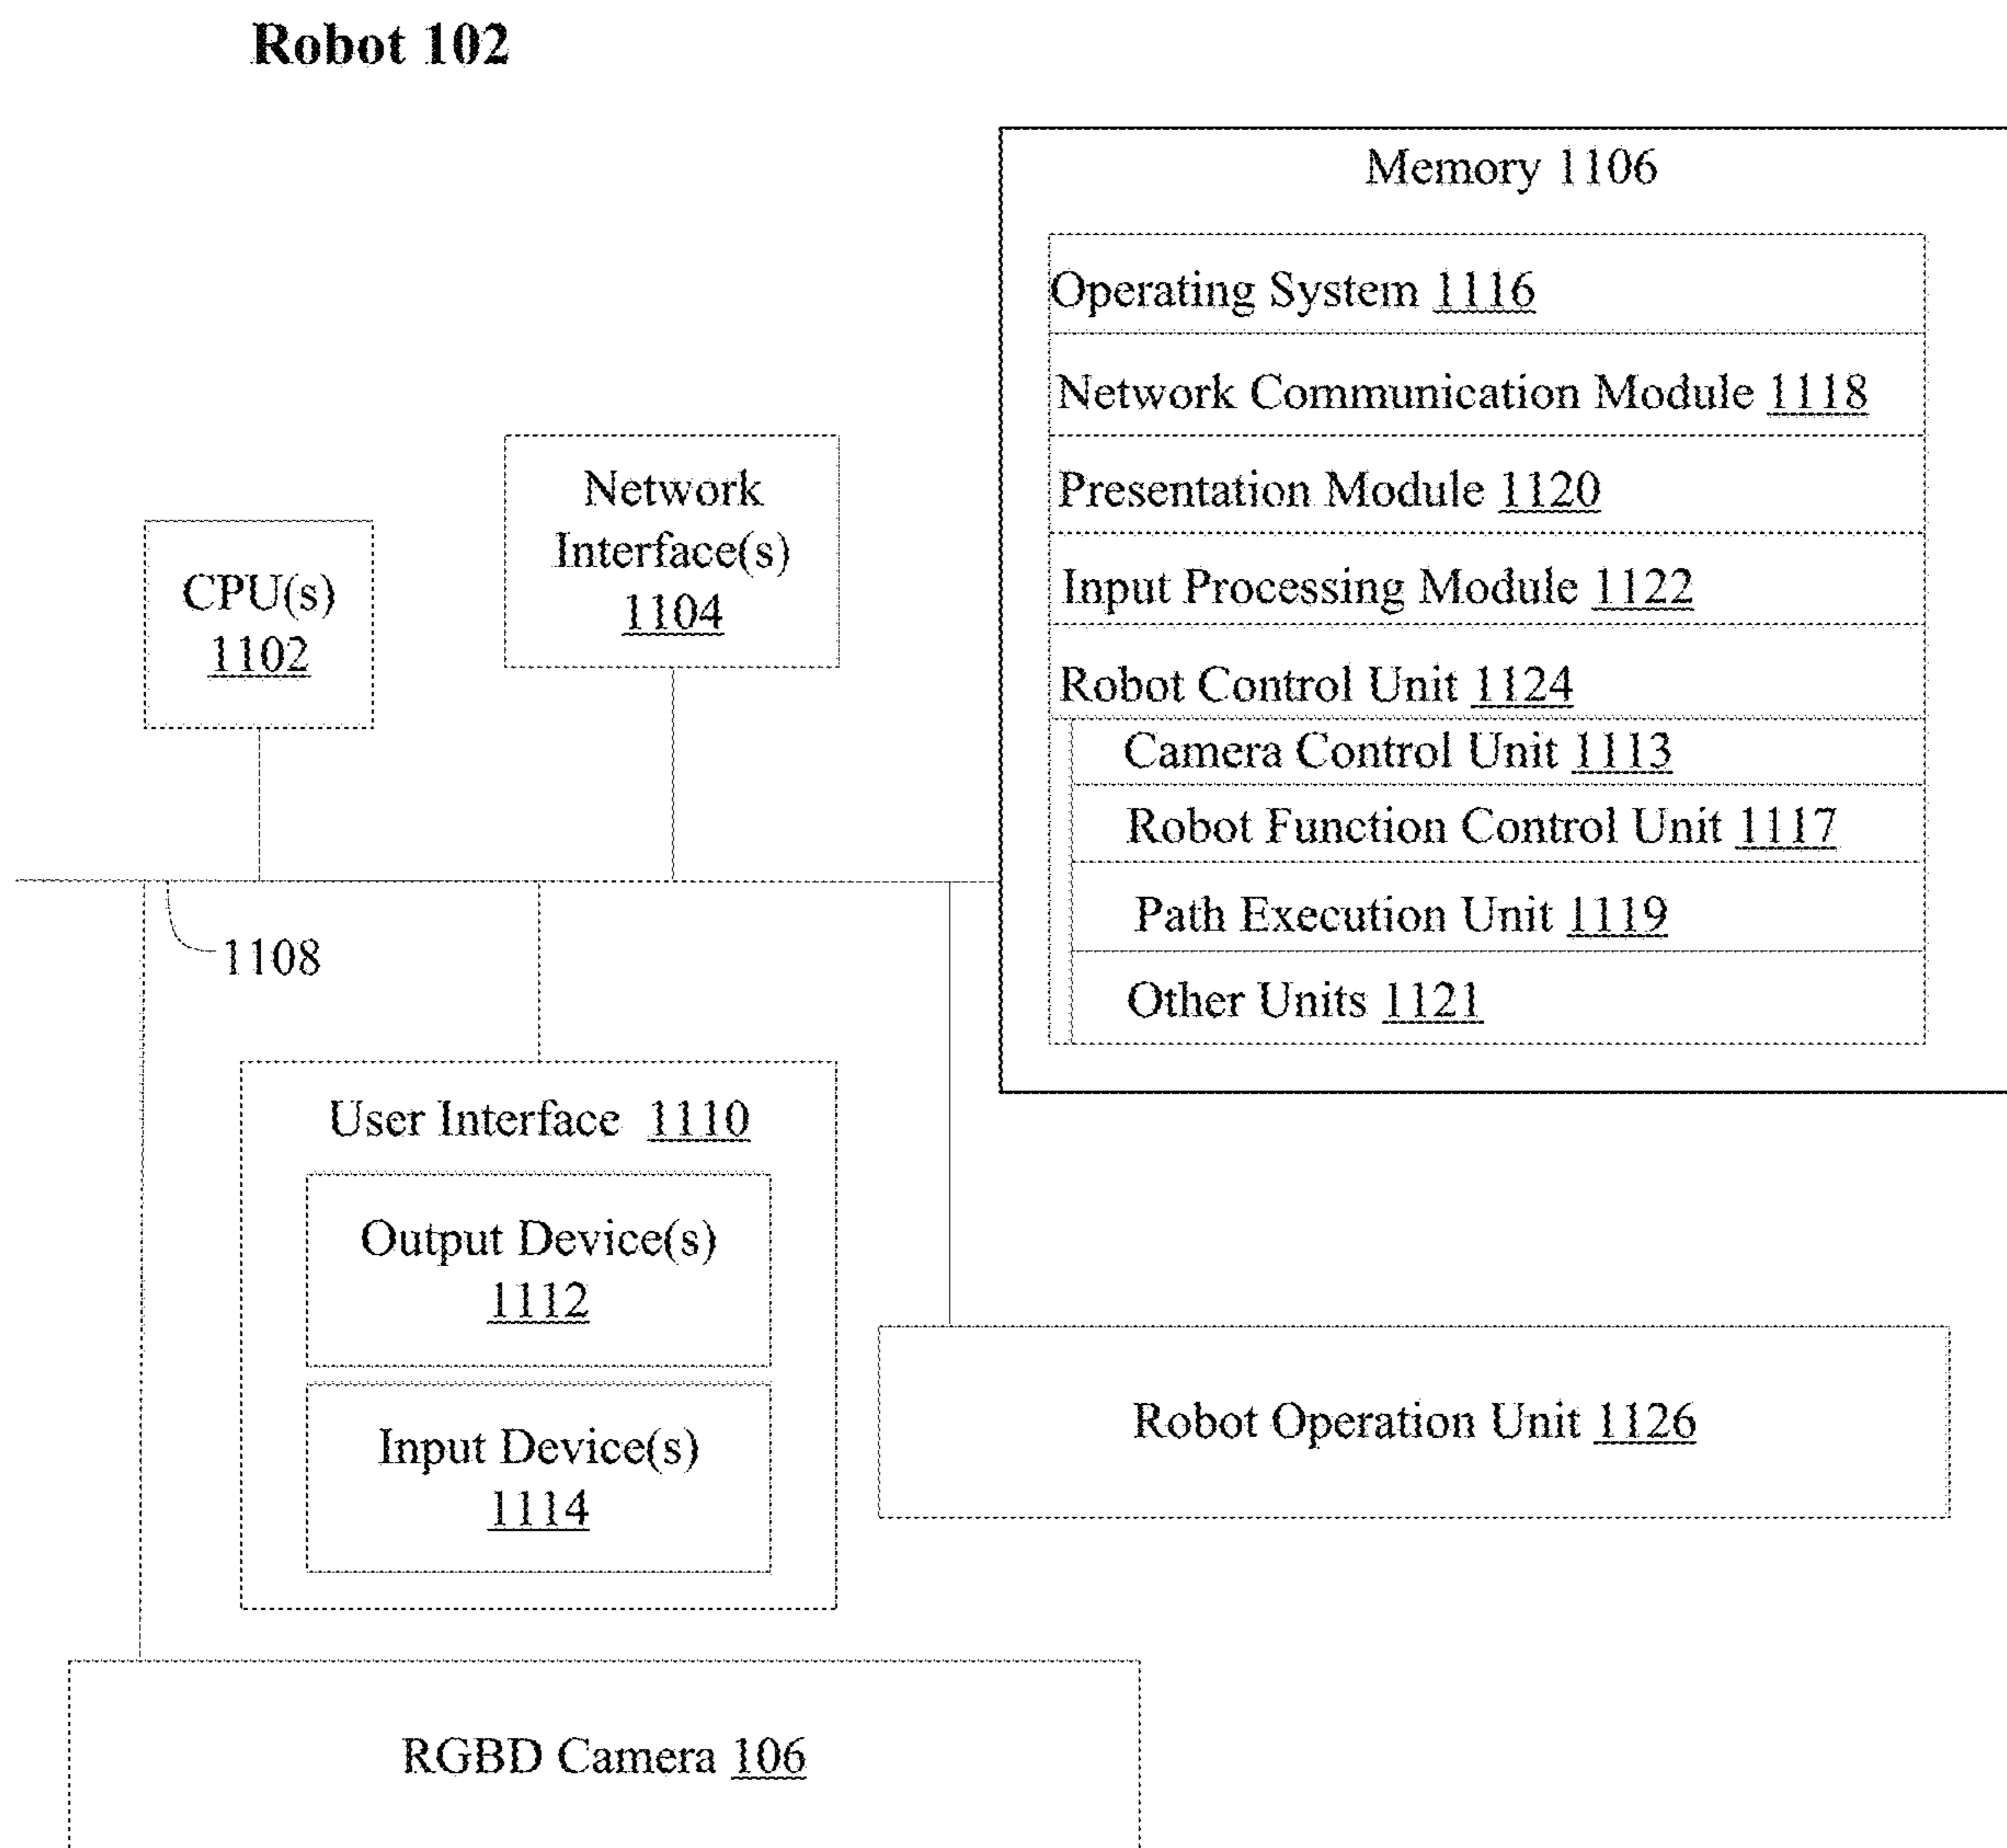 Robot 102
Memory 1106
Operating System 1116
Network Communication Module 1118
Presentation Module 1120
Input Processing Module 1122
Robot Control Unit 1124
Camera Control Unit 1113
Robot Function Control Unit 1117
Path Execution Unit 1119
Other Units 1121
Network
Interface(s)
1104
CPU(s)
1102
1108
User Interface 1110
Output Device(s)
1112
Input Device(s)
1114
Robot Operation Unit 1126
RGBD Camera 106